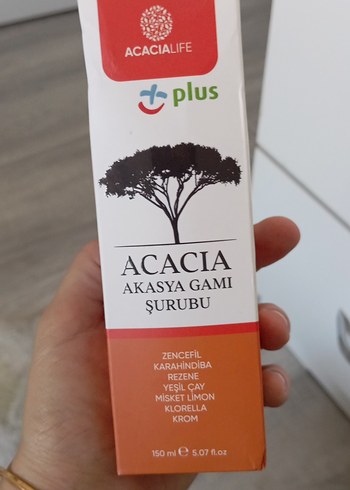 ACACIALIFE
plus
ACACIA
AKASYA GAMI
ŞURUBU
ZENCEFİL
KARAHİNDİBA
REZENE
YEŞİL ÇAY
MİSKET LİMON
KLORELLA
KROM
150 ml ℮ 5.07 fl.oz